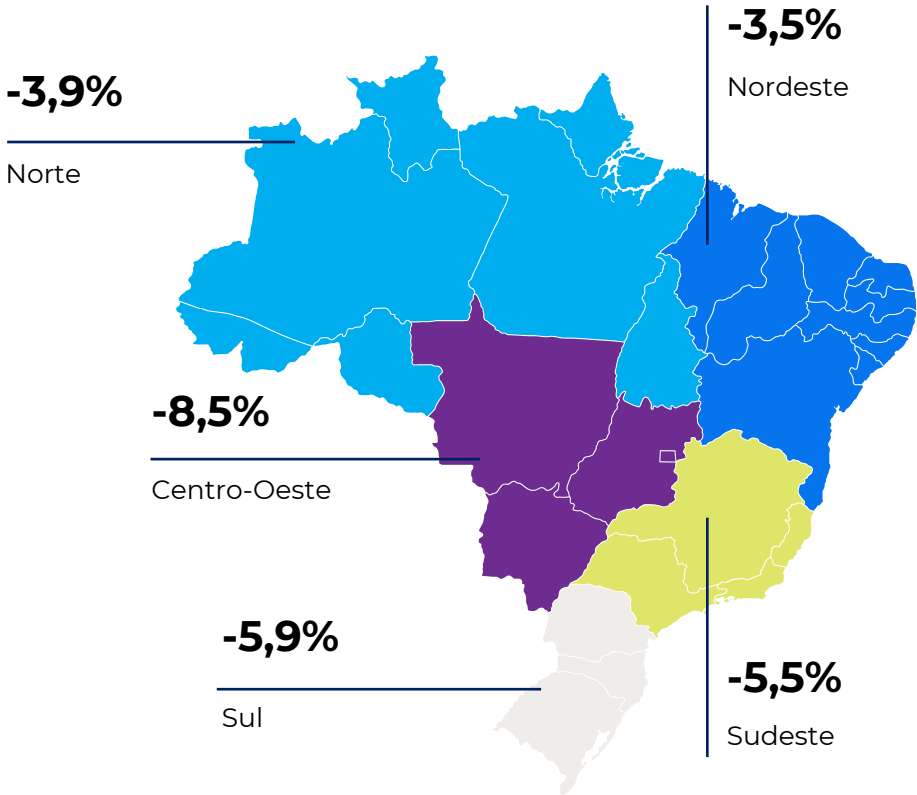 -3,5%
Nordeste
-3,9%
Norte
-8,5%
Centro-Oeste
-5,9%
Sul
-5,5%
Sudeste